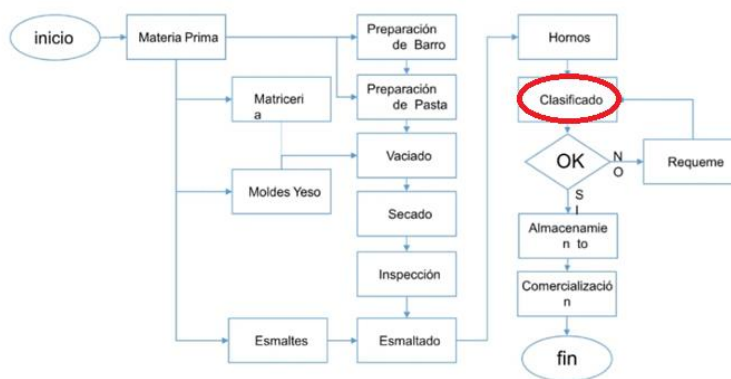 inicio
Materia Prima
Preparación
de Barro
Hornos
Matriceri
a
Preparación
de Pasta
Clasificado
Vaciado
OK
N
O
Requeme
Moldes Yeso
S
I
Secado
Almacenamie
n to
Inspección
Comercializació
n
Esmaltes
Esmaltado
fin